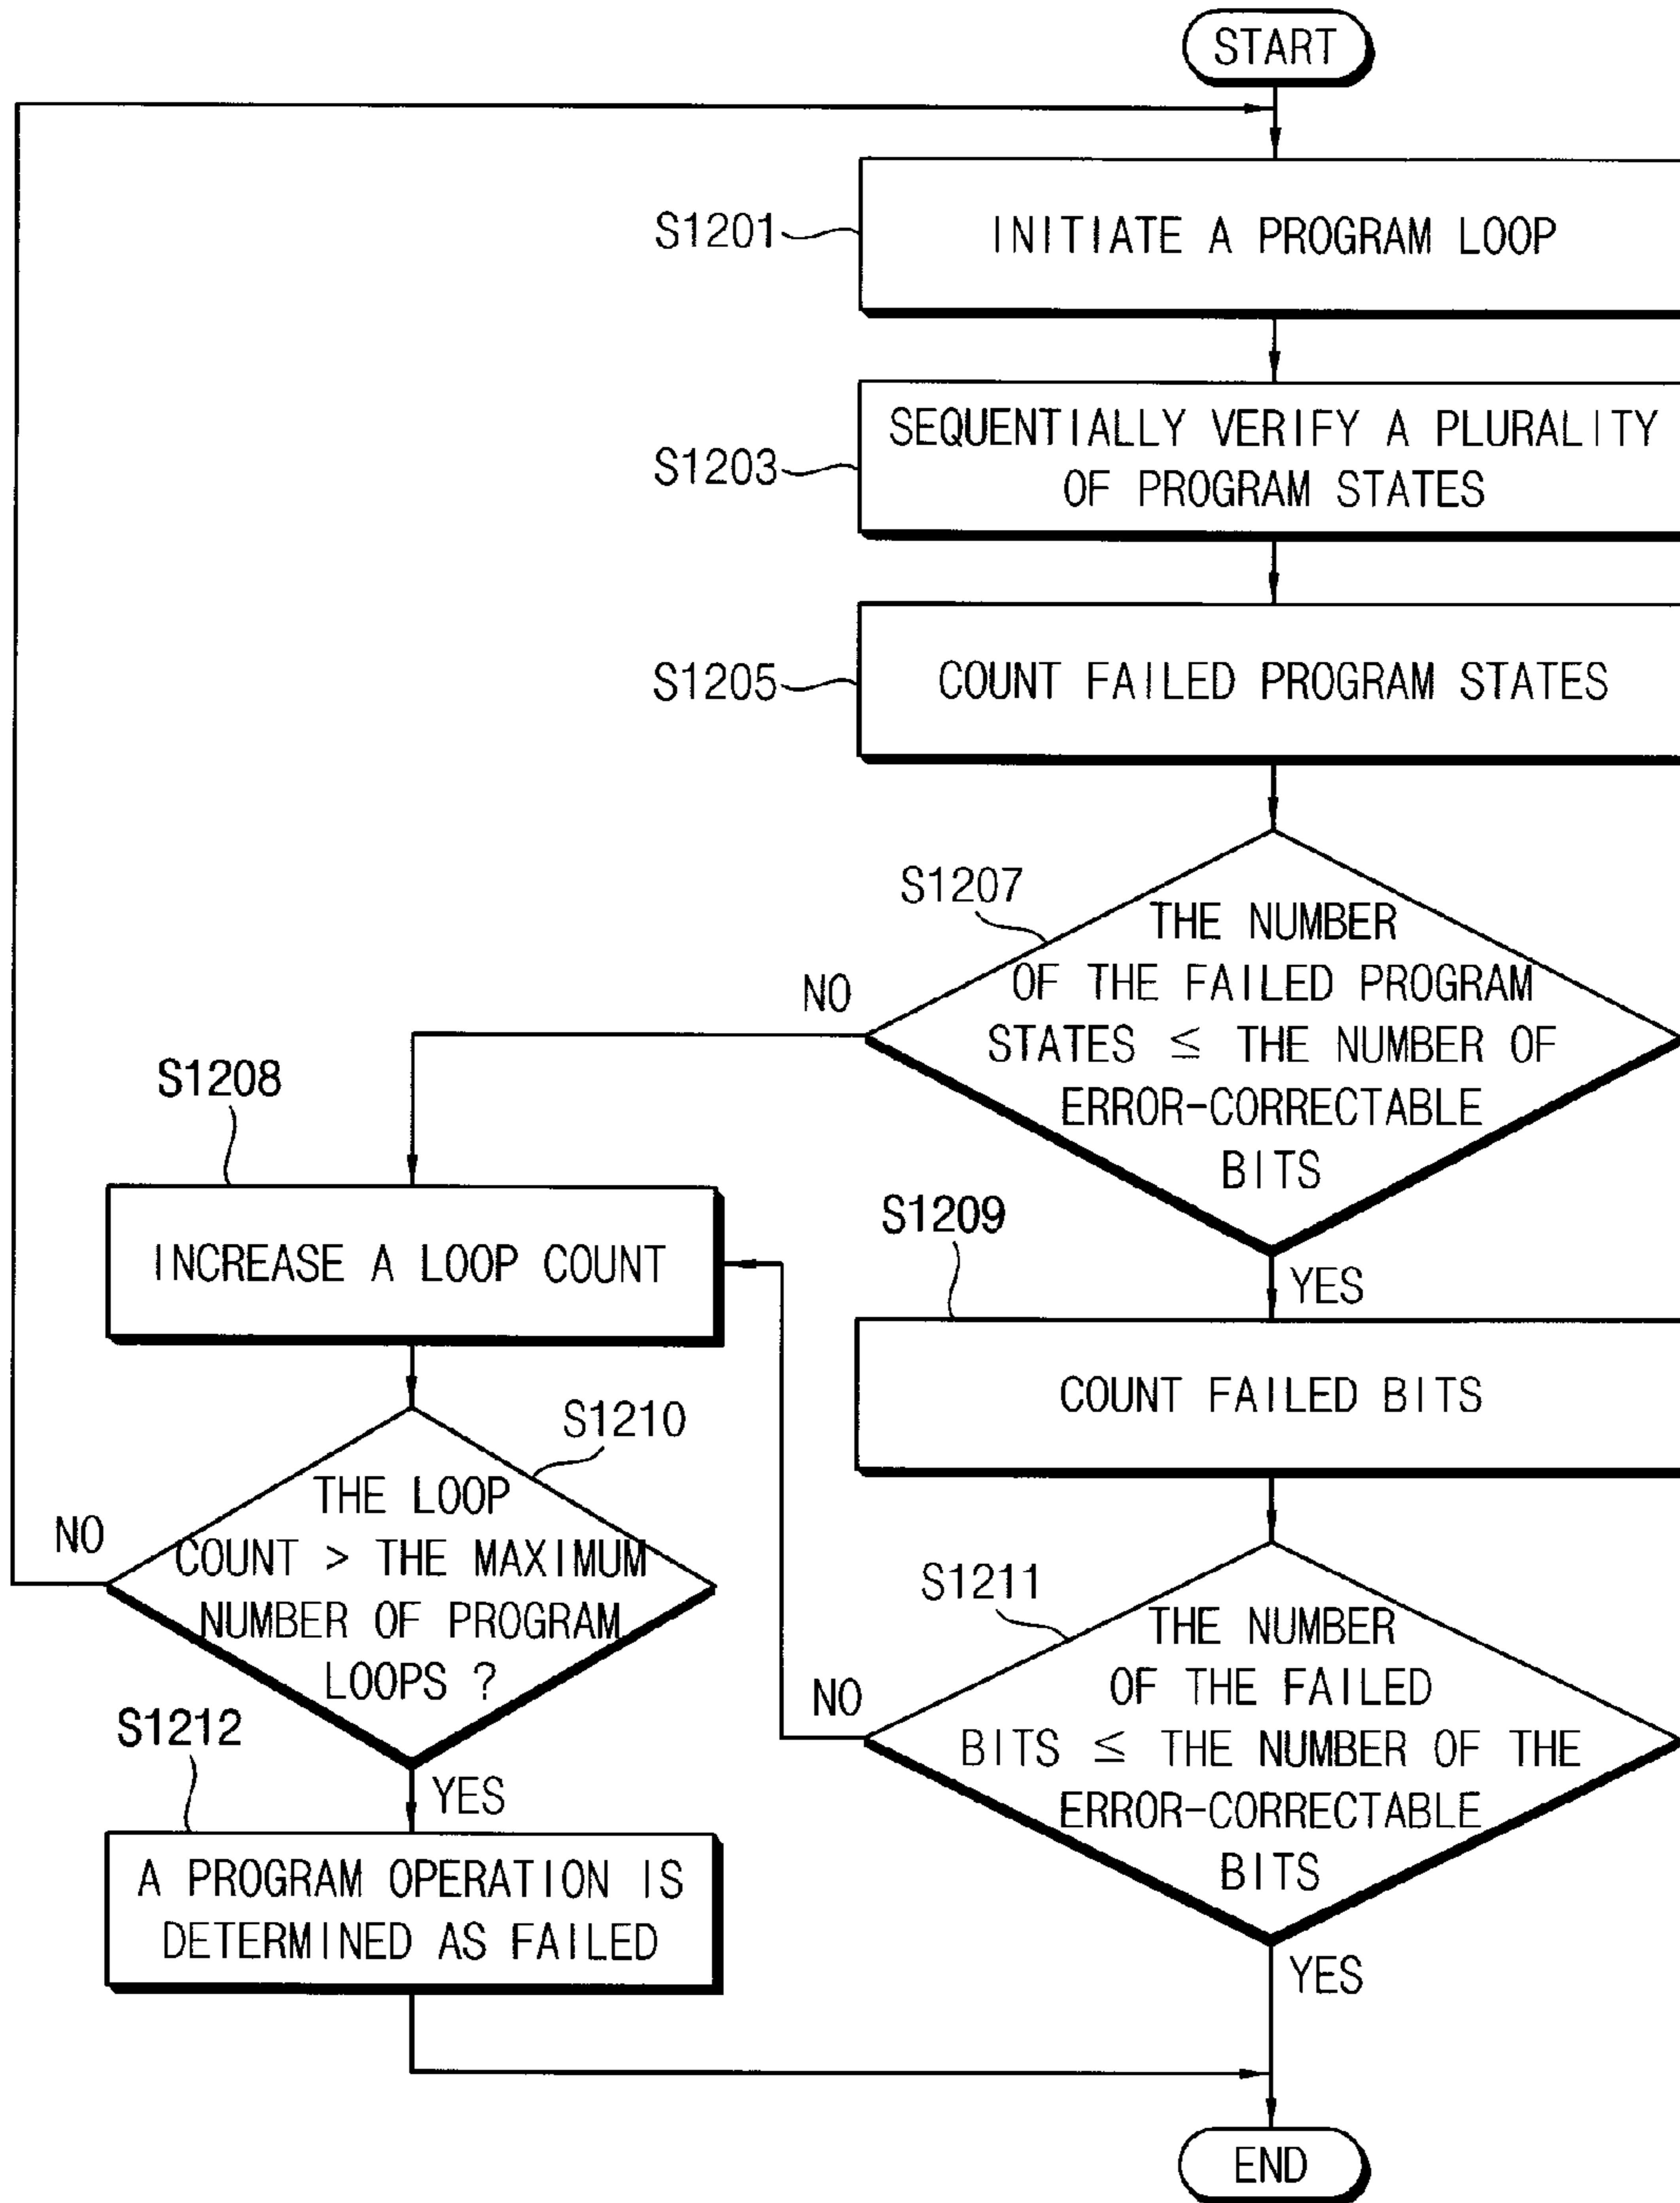 START
S1201
INITIATE A PROGRAM LOOP
S1203
SEQUENTIALLY VERIFY A PLURALITY
OF PROGRAM STATES
S1205
COUNT FAILED PROGRAM STATES
S1207
THE NUMBER
OF THE FAILED PROGRAM
STATES ≦ THE NUMBER OF
ERROR-CORRECTABLE
BITS
NO
YES
S1208
INCREASE A LOOP COUNT
S1209
COUNT FAILED BITS
S1210
THE LOOP
COUNT > THE MAXIMUM
NUMBER OF PROGRAM
LOOPS ?
NO
YES
S1211
THE NUMBER
OF THE FAILED
BITS ≦ THE NUMBER OF THE
ERROR-CORRECTABLE
BITS
NO
YES
S1212
A PROGRAM OPERATION IS
DETERMINED AS FAILED
END